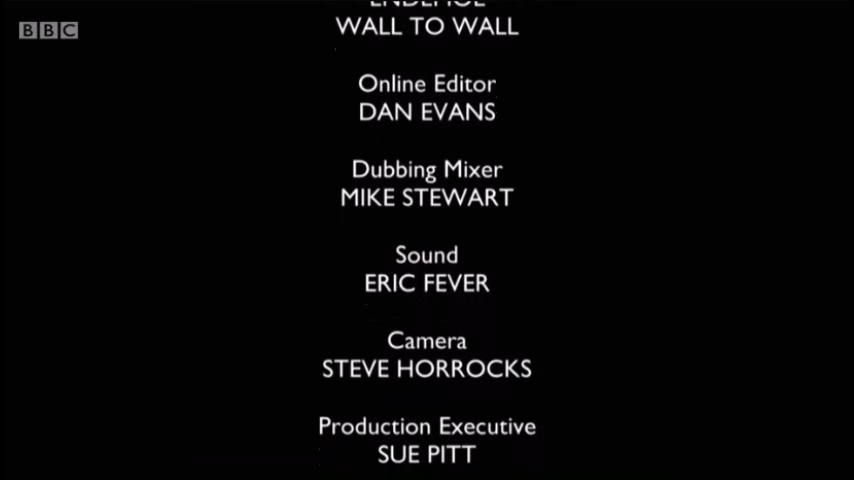 BBC
ENDEMOL
WALL TO WALL
Online Editor
DAN EVANS
Dubbing Mixer
MIKE STEWART
Sound
ERIC FEVER
Camera
STEVE HORROCKS
Production Executive
SUE PITT